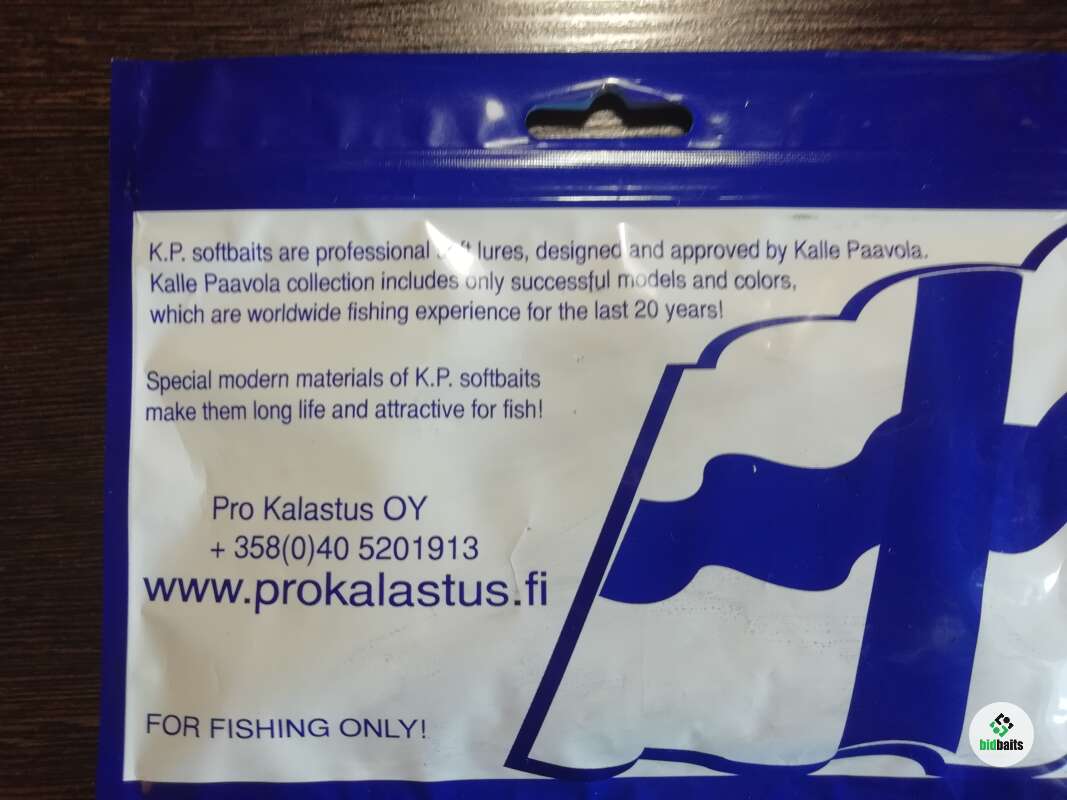 K.P. softbaits are professional soft lures, designed and approved by Kalle Paavola.
Kalle Paavola collection includes only successful models and colors,
which are worldwide fishing experience for the last 20 years!
Special modern materials of K.P. softbaits
make them long life and attractive for fish!
Pro Kalastus OY
+ 358(0)40 5201913
www.prokalastus.fi
FOR FISHING ONLY!
bidbaits